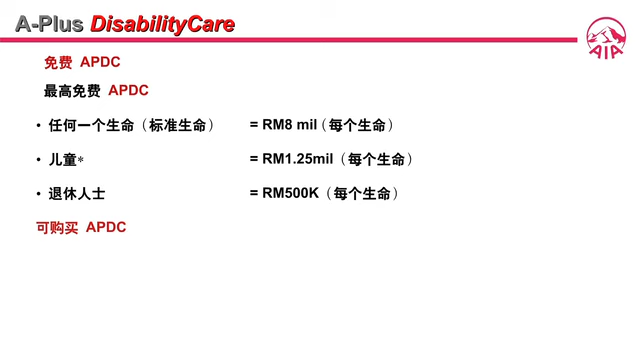 A-Plus DisabilityCare
AIA
免费 APDC
最高免费 APDC
• 任何一个生命（标准生命） = RM8 mil（每个生命）
• 儿童* = RM1.25mil（每个生命）
• 退休人士 = RM500K（每个生命）
可购买 APDC